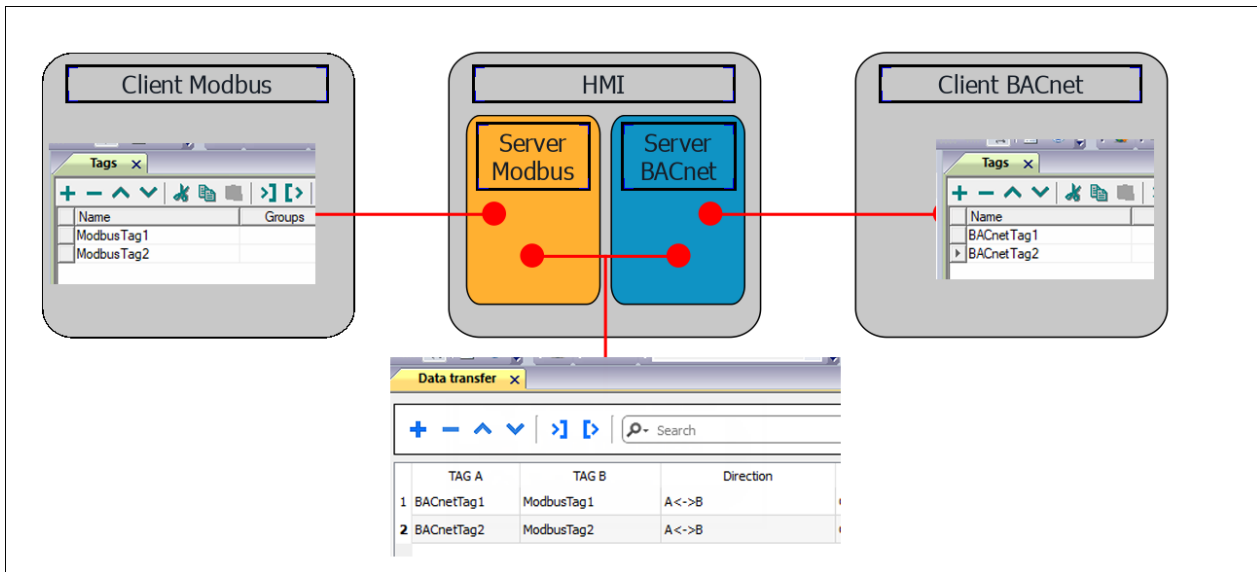 Client Modbus
HMI
Client BACnet
Server
Modbus
Server
BACnet
Tags
Name Groups
ModbusTag1
ModbusTag2
Tags
Name
BACnetTag1
BACnetTag2
Data transfer
Search
TAG A TAG B Direction
1 BACnetTag1 ModbusTag1 A<->B
2 BACnetTag2 ModbusTag2 A<->B